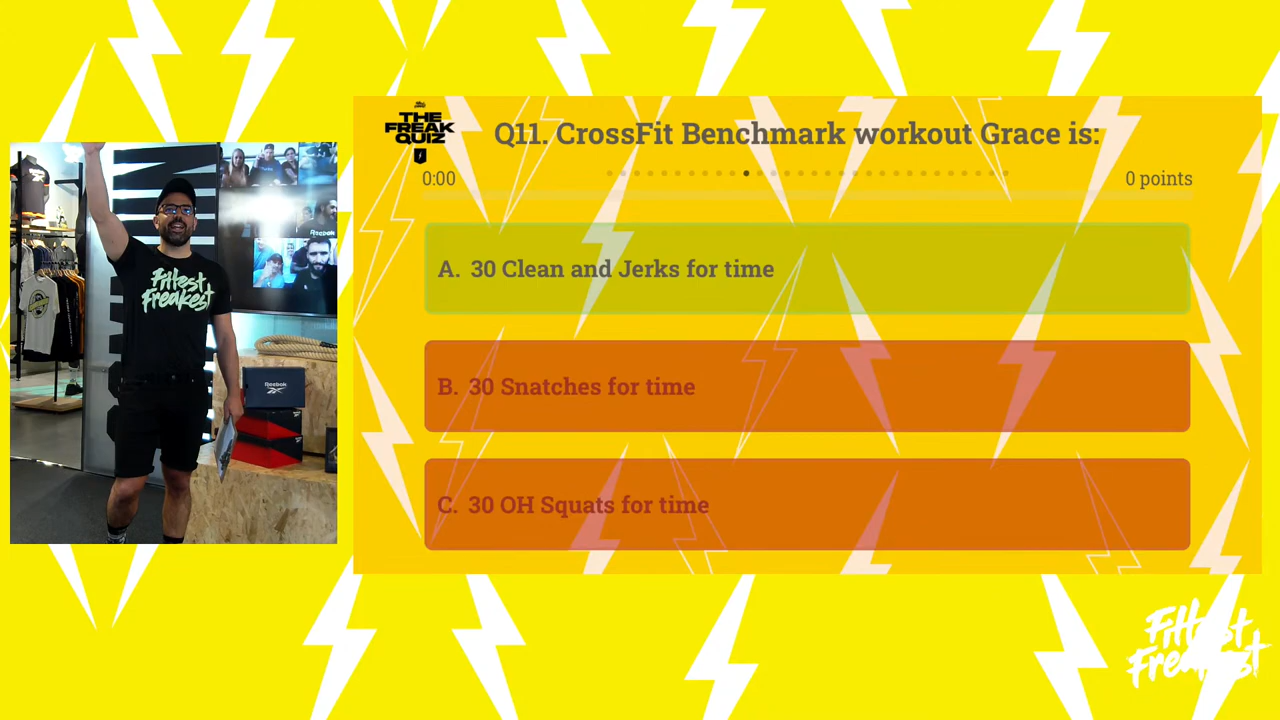 THE
FREAK
QUIZ
Q11. CrossFit Benchmark workout Grace is:
0:00
0 points
A. 30 Clean and Jerks for time
B. 30 Snatches for time
C. 30 OH Squats for time
Fittest
Freakest
Reebok
Fittest
Freakest